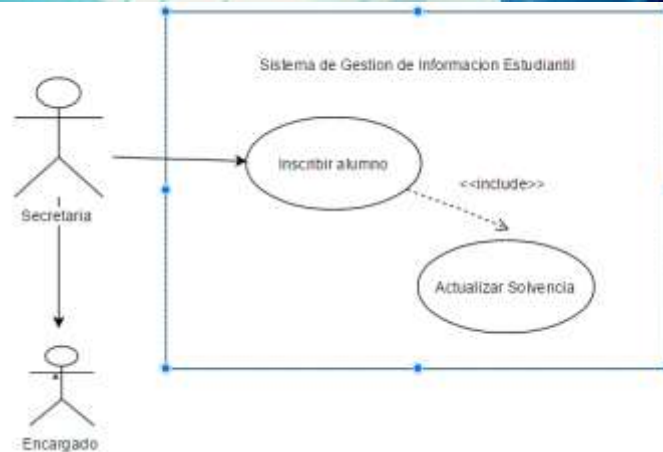 Sistema de Gestion de Informacion Estudiantil
Inscribir alumno
<<include>>
Secretaria
Actualizar Solvencia
Encargado